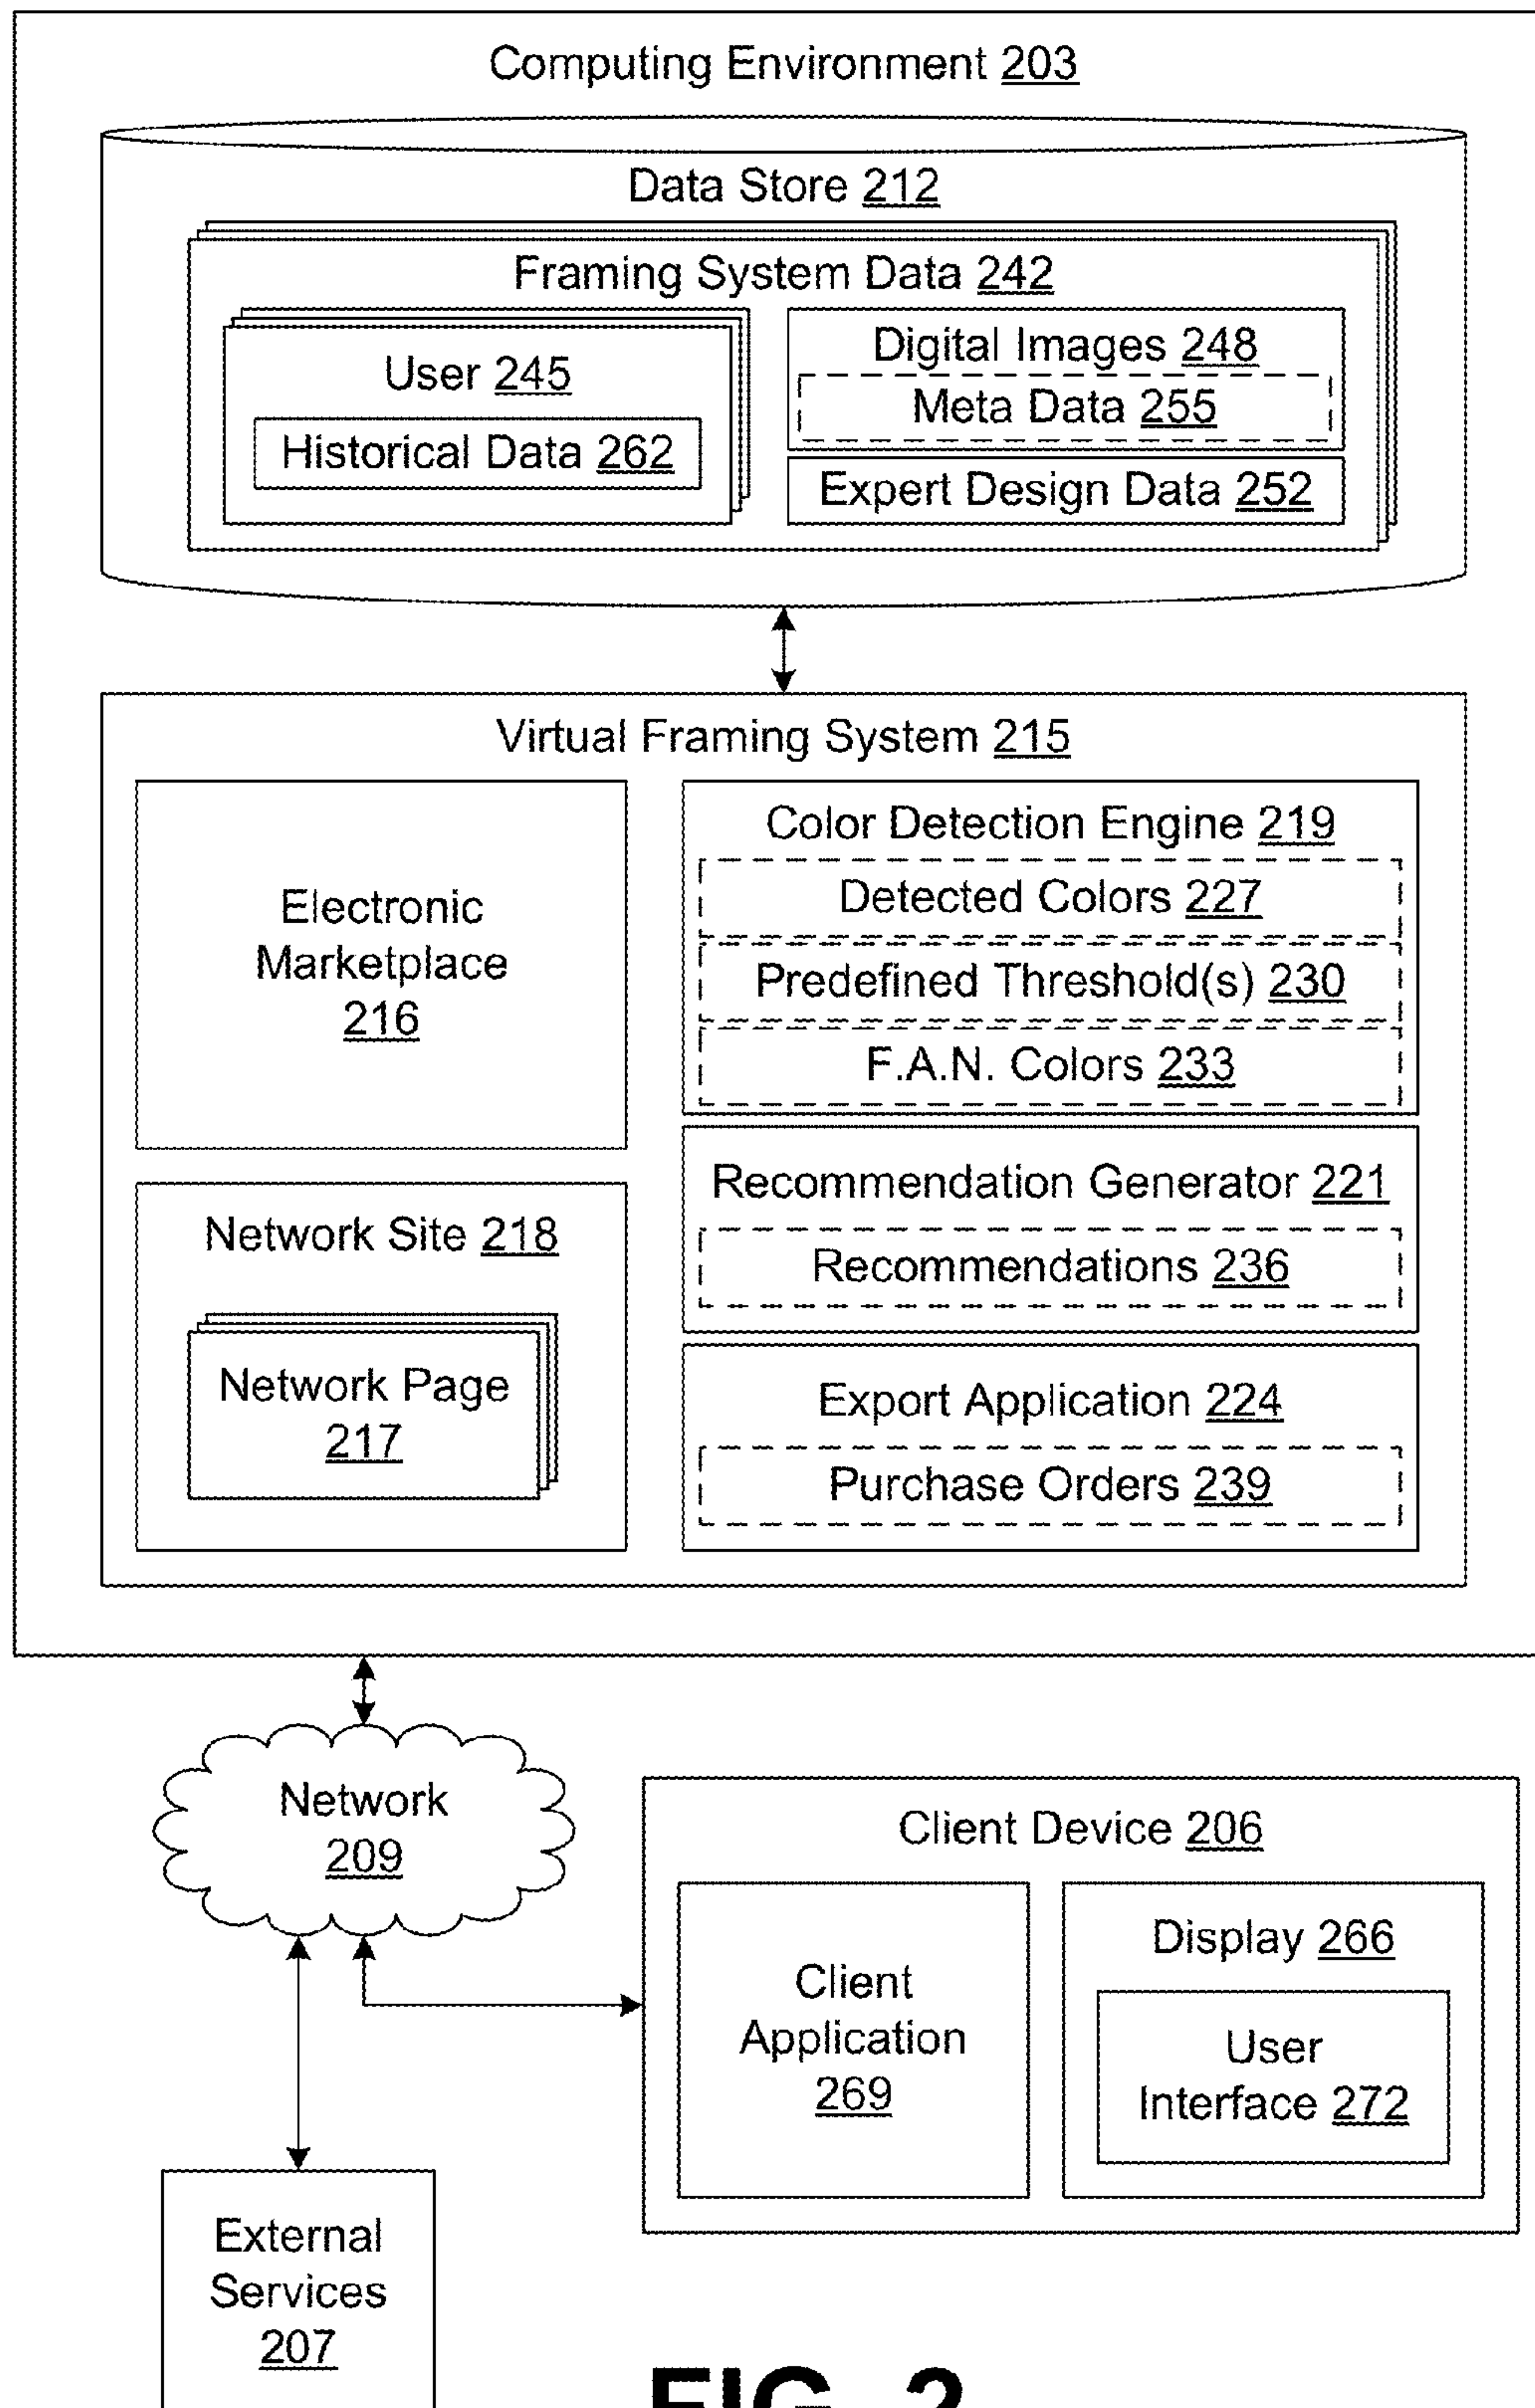 Computing Environment 203
Data Store 212
Framing System Data 242
User 245
Historical Data 262
Digital Images 248
Meta Data 255
Expert Design Data 252
Virtual Framing System 215
Electronic
Marketplace
216
Network Site 218
Network Page
217
Color Detection Engine 219
Detected Colors 227
Predefined Threshold(s) 230
F.A.N. Colors 233
Recommendation Generator 221
Recommendations 236
Export Application 224
Purchase Orders 239
Network
209
Client Device 206
Client
Application
269
Display 266
User
Interface 272
External
Services
207
FIG. 2